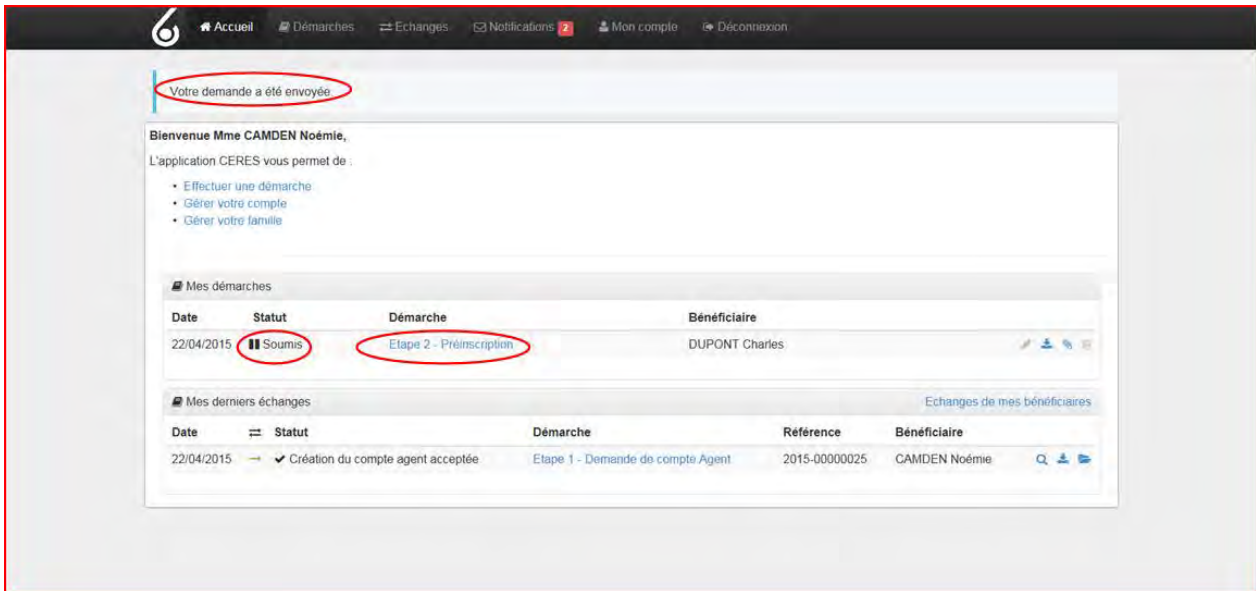 Accueil Démarches Echanges Notifications 2 Mon compte Déconnexion
Votre demande a été envoyée.
Bienvenue Mme CAMDEN Noémie,
L'application CERES vous permet de :
• Effectuer une démarche
• Gérer votre compte
• Gérer votre famille
Mes démarches
Date Statut Démarche Bénéficiaire
22/04/2015 Soumis Etape 2 - Préinscription DUPONT Charles
Mes derniers échanges Echanges de mes bénéficiaires
Date Statut Démarche Référence Bénéficiaire
22/04/2015 Création du compte agent acceptée Etape 1 - Demande de compte Agent 2015-00000025 CAMDEN Noémie